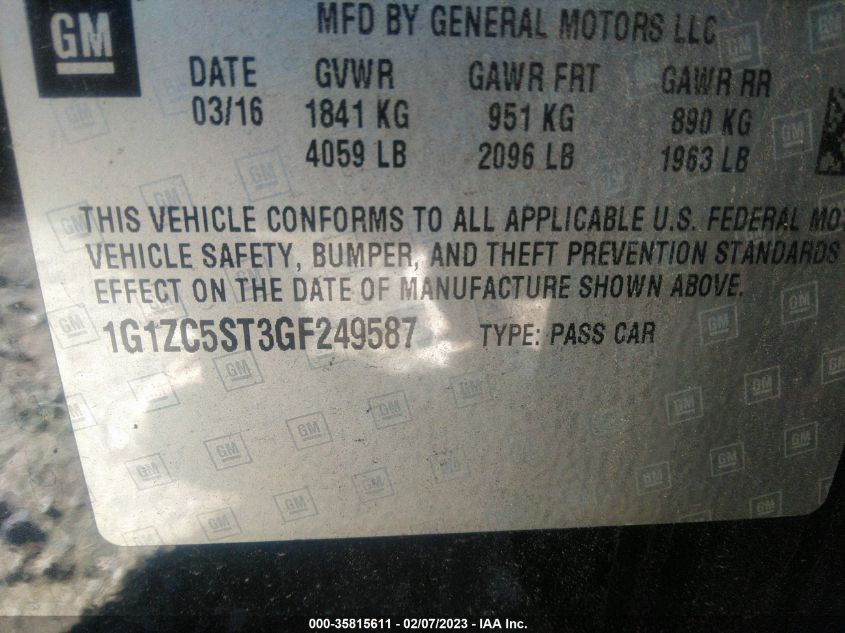 GM
MFD BY GENERAL MOTORS LLC
DATE GVWR GAWR FRT GAWR RR
03/16 1841 KG 951 KG 890 KG
4059 LB 2096 LB 1963 LB
THIS VEHICLE CONFORMS TO ALL APPLICABLE U.S. FEDERAL MO
VEHICLE SAFETY, BUMPER, AND THEFT PREVENTION STANDARDS
EFFECT ON THE DATE OF MANUFACTURE SHOWN ABOVE.
1G1ZC5ST3GF249587 TYPE: PASS CAR
000-35815611 - 02/07/2023 - © IAA, Inc.